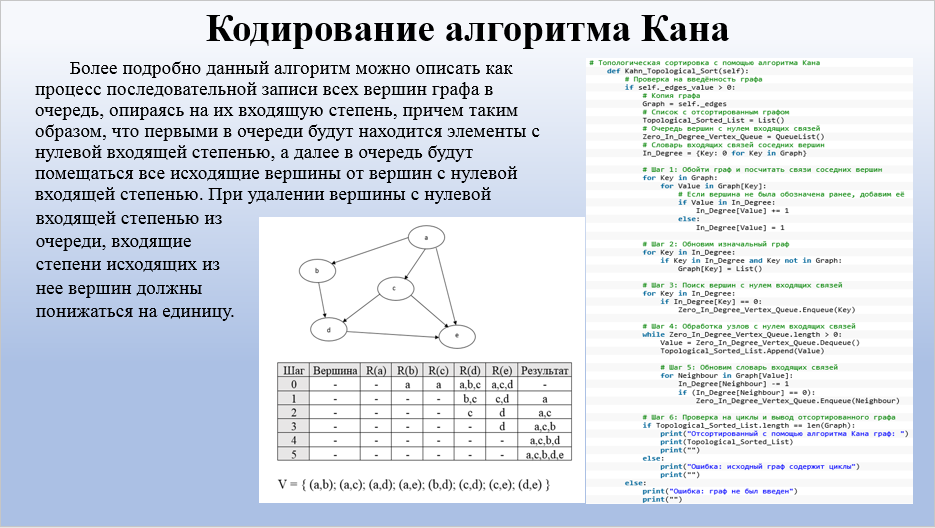 Кодирование алгоритма Кана
Более подробно данный алгоритм можно описать как
процесс последовательной записи всех вершин графа в
очередь, опираясь на их входящую степень, причем таким
образом, что первыми в очереди будут находится элементы с
нулевой входящей степенью, а далее в очередь будут
помещаться все исходящие вершины от вершин с нулевой
входящей степенью. При удалении вершины с нулевой
входящей степенью из
очереди, входящие
степени исходящих из
нее вершин должны
понижаться на единицу.
a
b
c
d
e
Шаг Вершина R(a) R(b) R(c) R(d) R(e) Результат
0 - - a a a,b,c a,c,d -
1 - - - - b,c c,d a
2 - - - - c d a,c
3 - - - - - d a,c,b
4 - - - - - - a,c,b,d
5 - - - - - - a,c,b,d,e
V = { (a,b); (a,c); (a,d); (a,e); (b,d); (c,d); (c,e); (d,e) }
# Топологическая сортировка с помощью алгоритма Кана
def Kahn_Topological_Sort(self):
# Проверка на введённость графа
if self._edges_value > 0:
# Копия графа
Graph = self._edges
# Список с отсортированным графом
Topological_Sorted_List = List()
# Очередь вершин с нулем входящих связей
Zero_In_Degree_Vertex_Queue = QueueList()
# Словарь входящих связей соседних вершин
In_Degree = {Key: 0 for Key in Graph}
# Шаг 1: Обойти граф и посчитать связи соседних вершин
for Key in Graph:
for Value in Graph[Key]:
# Если вершина не была обозначена ранее, добавим её
if Value in In_Degree:
In_Degree[Value] += 1
else:
In_Degree[Value] = 1
# Шаг 2: Обновим изначальный граф
for Key in In_Degree:
if Key in In_Degree and Key not in Graph:
Graph[Key] = List()
# Шаг 3: Поиск вершин с нулем входящих связей
for Key in In_Degree:
if In_Degree[Key] == 0:
Zero_In_Degree_Vertex_Queue.Enqueue(Key)
# Шаг 4: Обработка узлов с нулем входящих связей
while Zero_In_Degree_Vertex_Queue.length > 0:
Value = Zero_In_Degree_Vertex_Queue.Dequeue()
Topological_Sorted_List.Append(Value)
# Шаг 5: Обновим словарь входящих связей
for Neighbour in Graph[Value]:
In_Degree[Neighbour] -= 1
if (In_Degree[Neighbour] == 0):
Zero_In_Degree_Vertex_Queue.Enqueue(Neighbour)
# Шаг 6: Проверка на циклы и вывод отсортированного графа
if Topological_Sorted_List.length == len(Graph):
print("Отсортированный с помощью алгоритма Кана граф: ")
print(Topological_Sorted_List)
print("")
else:
print("Ошибка: исходный граф содержит циклы")
print("")
else:
print("Ошибка: граф не был введен")
print("")